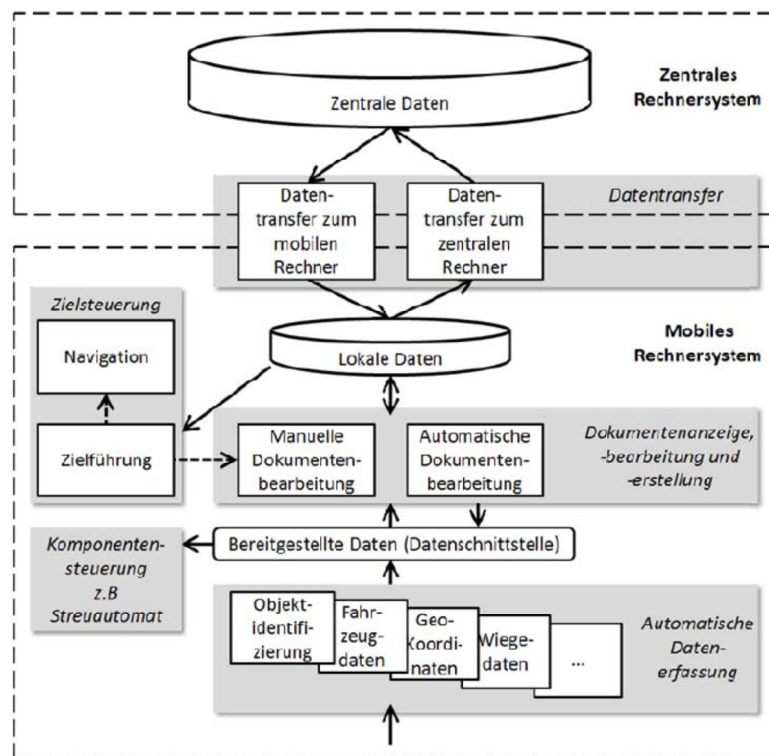 Zentrale Daten
Zentrales
Rechnersystem
Daten-
transfer zum
mobilen
Rechner
Daten-
transfer zum
zentralen
Rechner
Datentransfer
Zielsteuerung
Navigation
Zielführung
Lokale Daten
Mobiles
Rechnersystem
Manuelle
Dokumenten-
bearbeitung
Automatische
Dokumenten-
bearbeitung
Dokumentenanzeige,
-bearbeitung und
-erstellung
Komponenten-
steuerung
z.B
Streuautomat
Bereitgestellte Daten (Datenschnittstelle)
Objekt-
identifi-
zierung
Fahr-
zeug-
daten
Geo-
Koordi-
naten
Wiege-
daten
...
Automatische
Daten-
erfassung